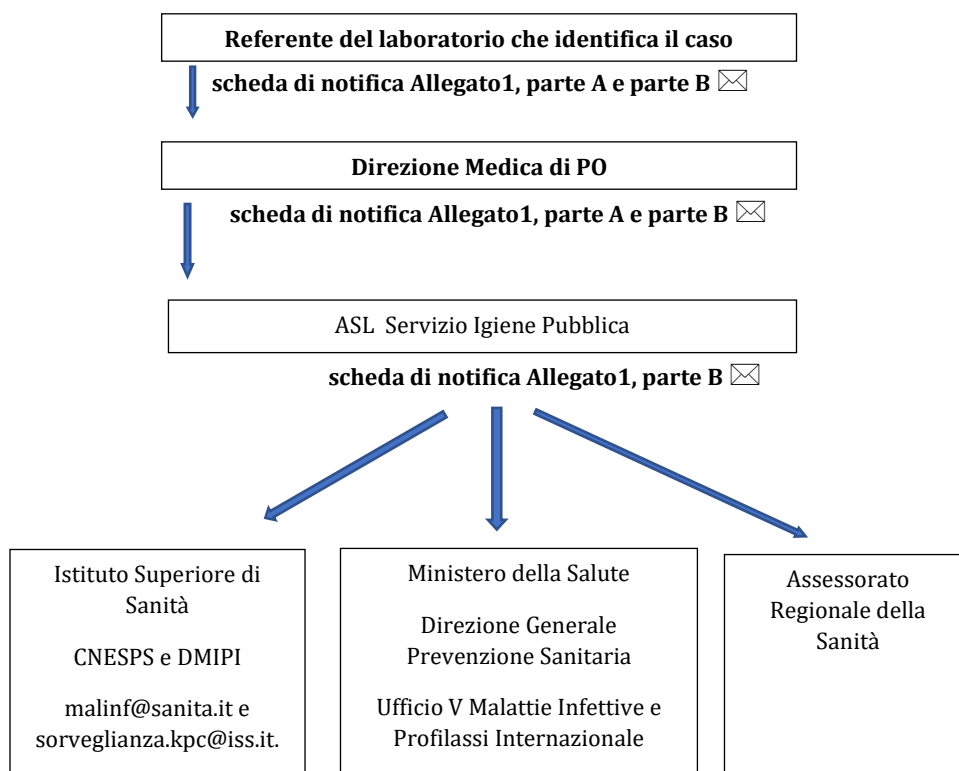 Referente del laboratorio che identifica il caso
scheda di notifica Allegato1, parte A e parte B
Direzione Medica di PO
scheda di notifica Allegato1, parte A e parte B
ASL  Servizio Igiene Pubblica
scheda di notifica Allegato1, parte B
Istituto Superiore di
Sanità
CNESPS e DMIPI
malinf@sanita.it e
sorveglianza.kpc@iss.it.
Ministero della Salute
Direzione Generale
Prevenzione Sanitaria
Ufficio V Malattie Infettive e
Profilassi Internazionale
Assessorato
Regionale della
Sanità